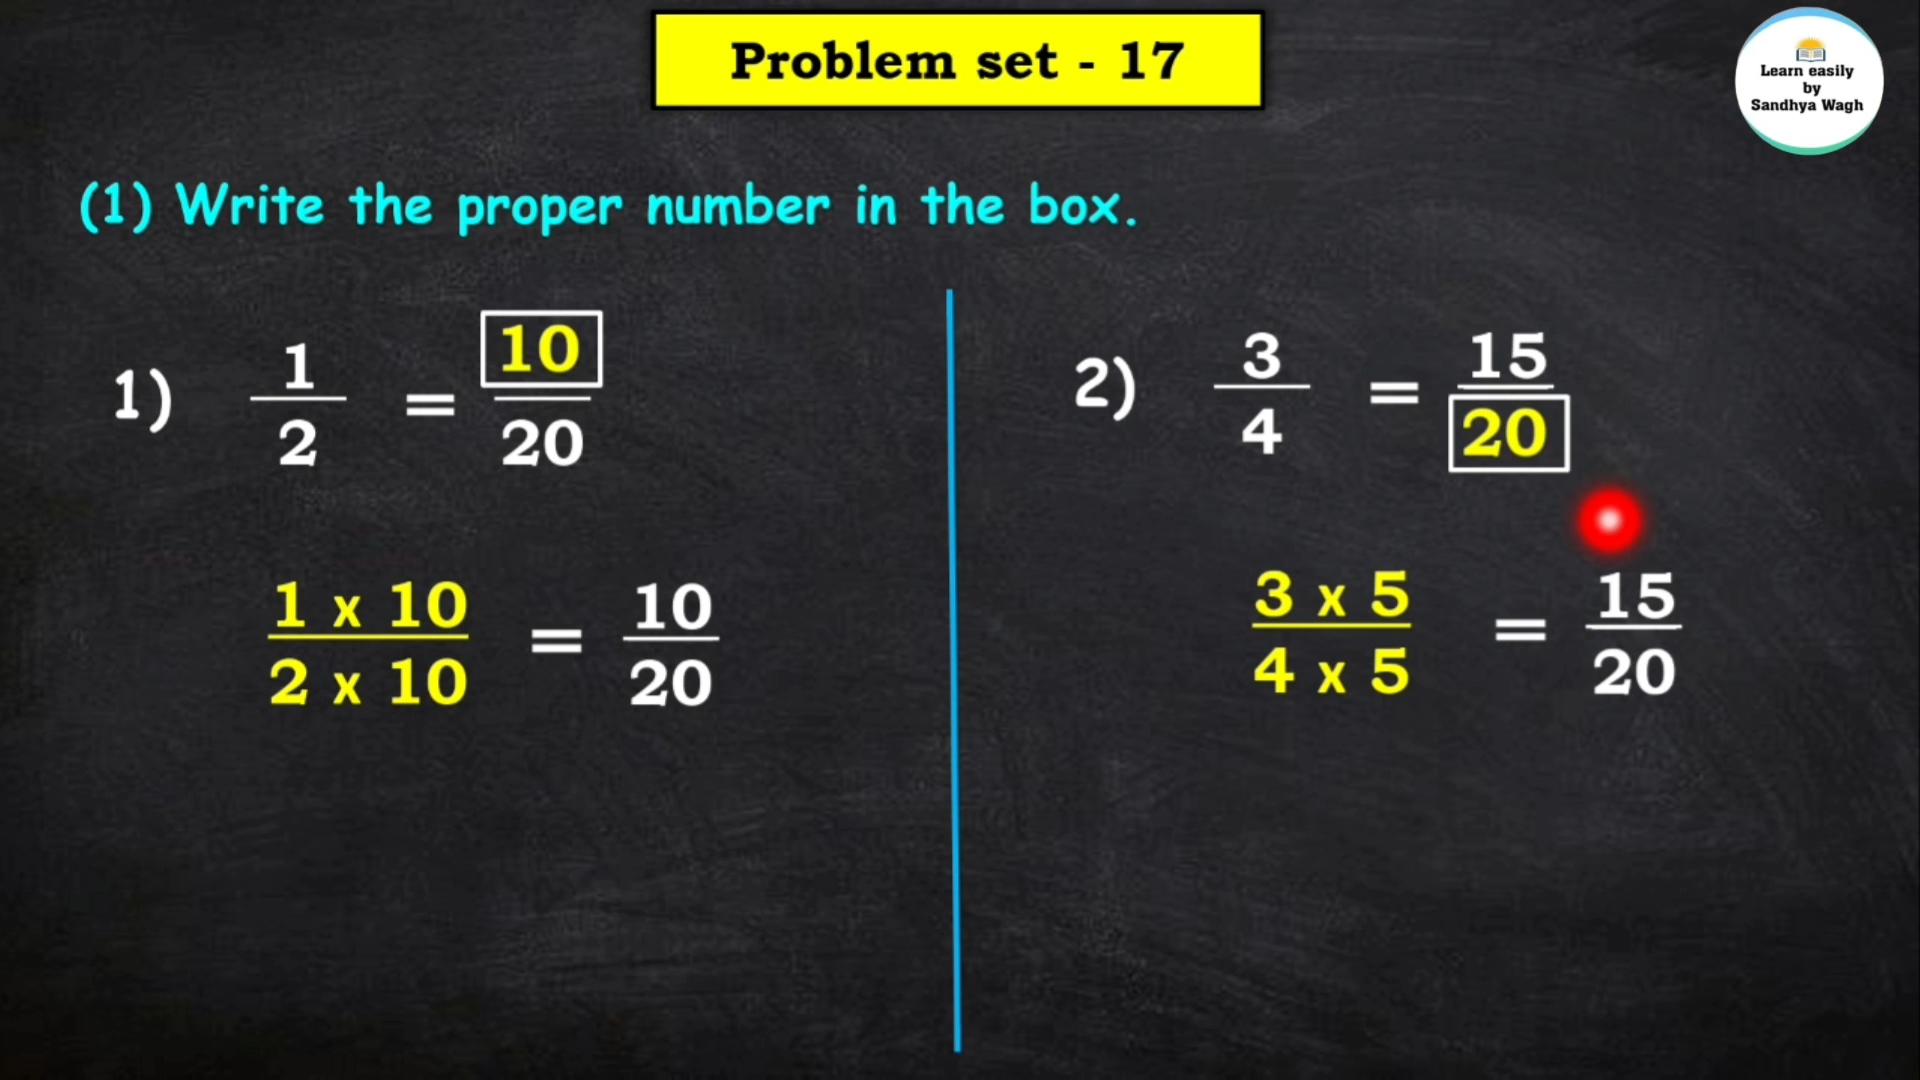 Problem set - 17
Learn easily
by
Sandhya Wagh
(1) Write the proper number in the box.
1) 1/2 = 10/20
1 x 10 / 2 x 10 = 10/20
2) 3/4 = 15/20
3 x 5 / 4 x 5 = 15/20